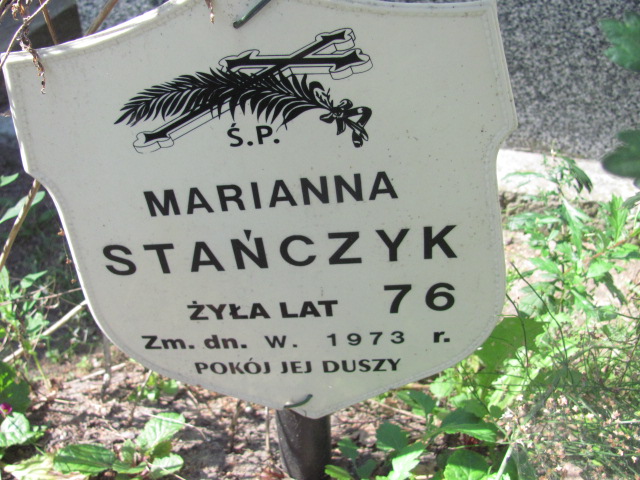 Ś.P.
MARIANNA
STAŃCZYK
ŻYŁA LAT 76
Zm. dn. w. 1973 r.
POKÓJ JEJ DUSZY